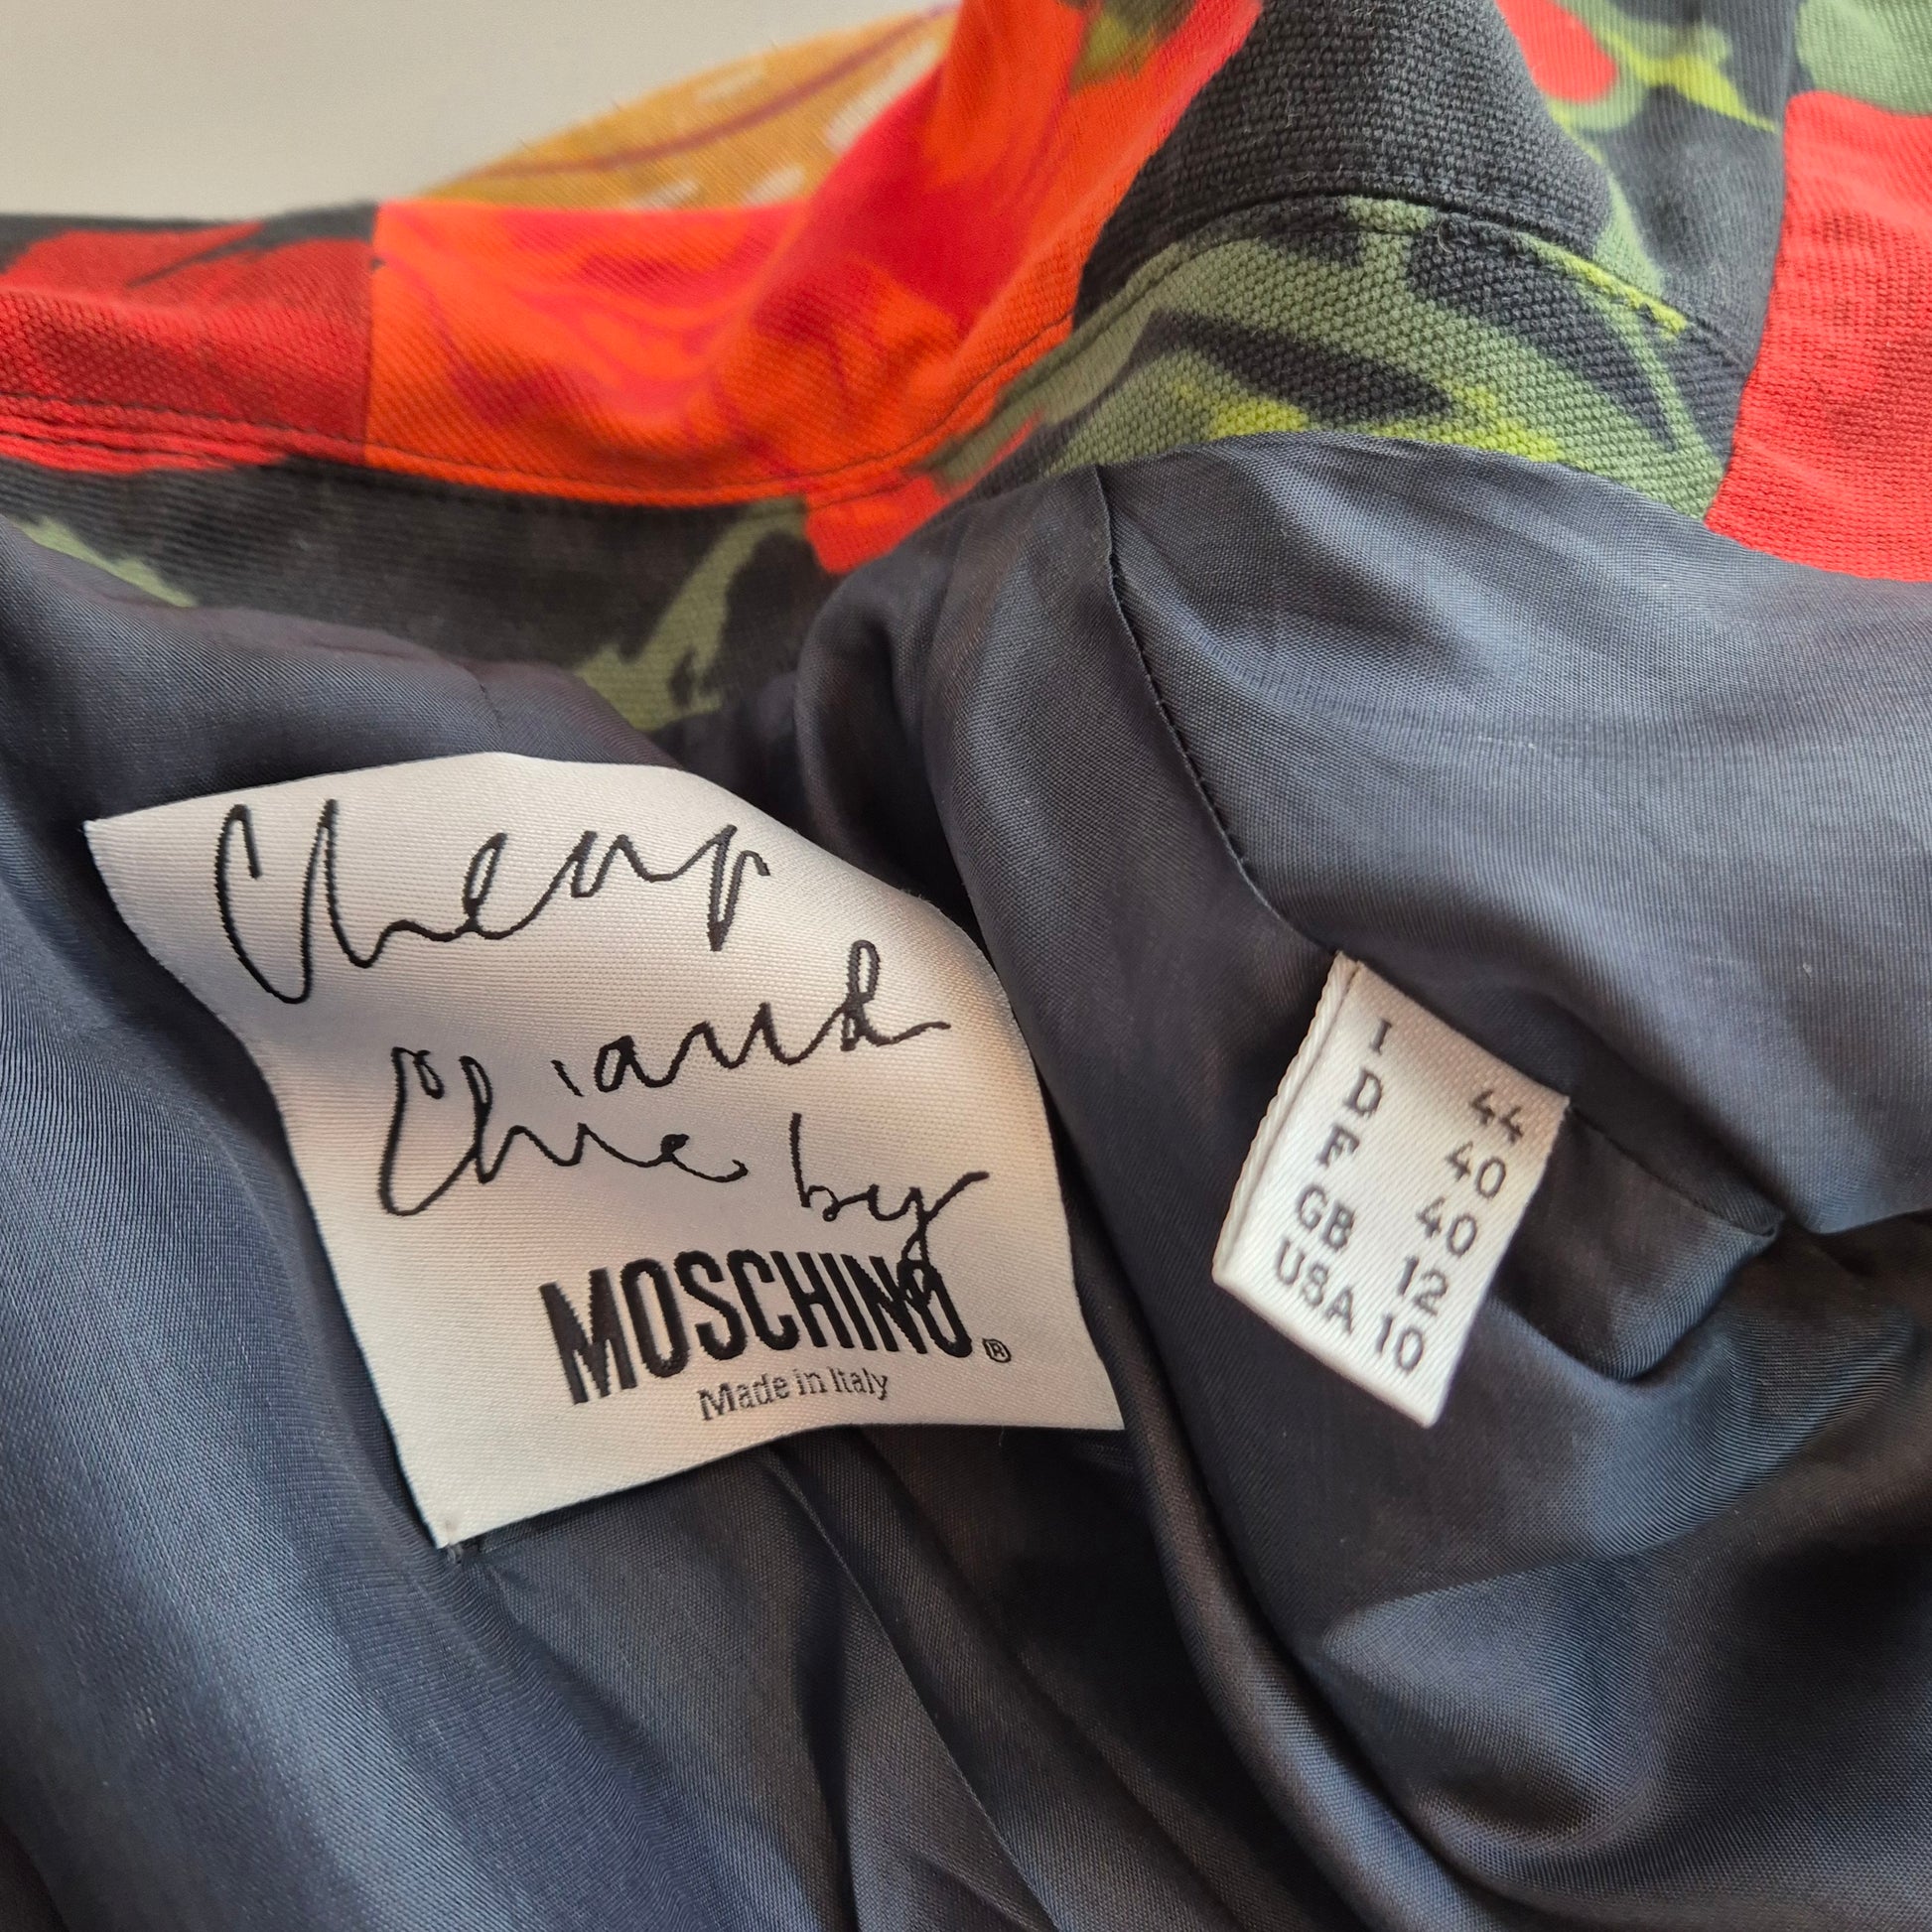 Cheap
and
Chic by
MOSCHINO®
Made in Italy
I 44
D 40
F 40
GB 12
USA 10